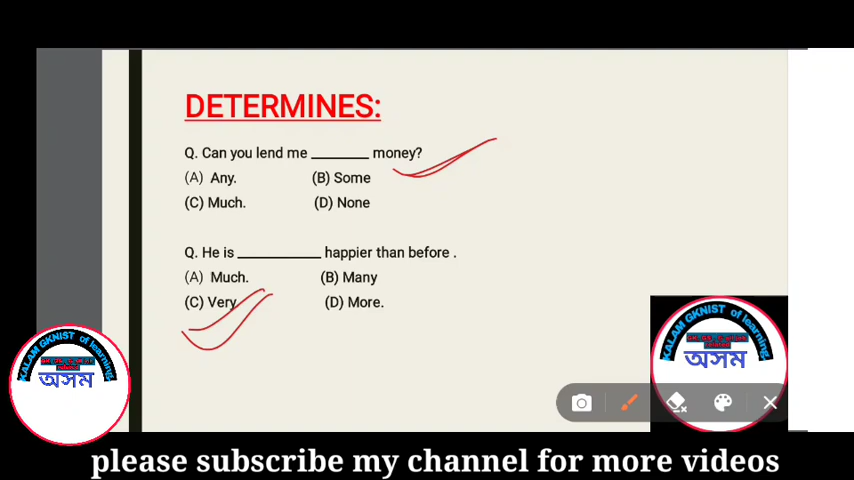 DETERMINES:
Q. Can you lend me ________ money?
(A) Any. (B) Some
(C) Much. (D) None
Q. He is ____________ happier than before .
(A) Much. (B) Many
(C) Very (D) More.
KALAM GKNIST of learning.
অসম
KALAM GKNIST of learning.
অসম
please subscribe my channel for more videos